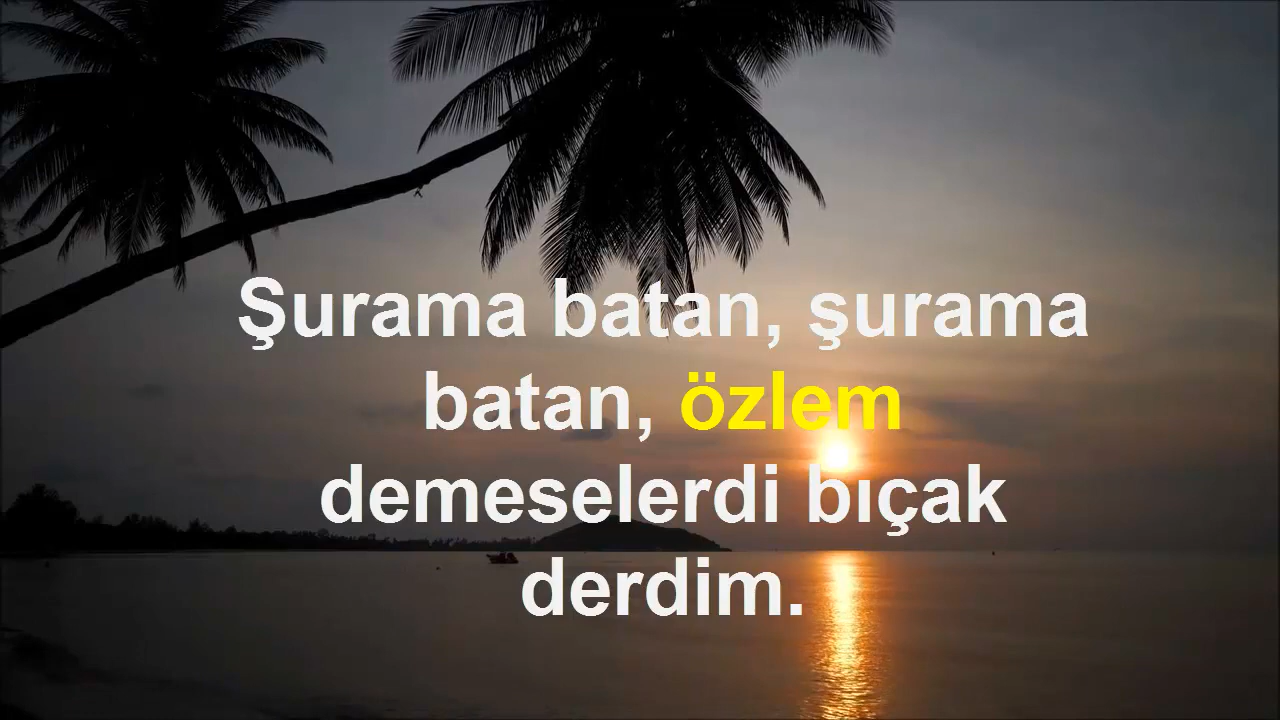 Şurama batan, şurama
batan, özlem
demeselerdi bıçak
derdim.